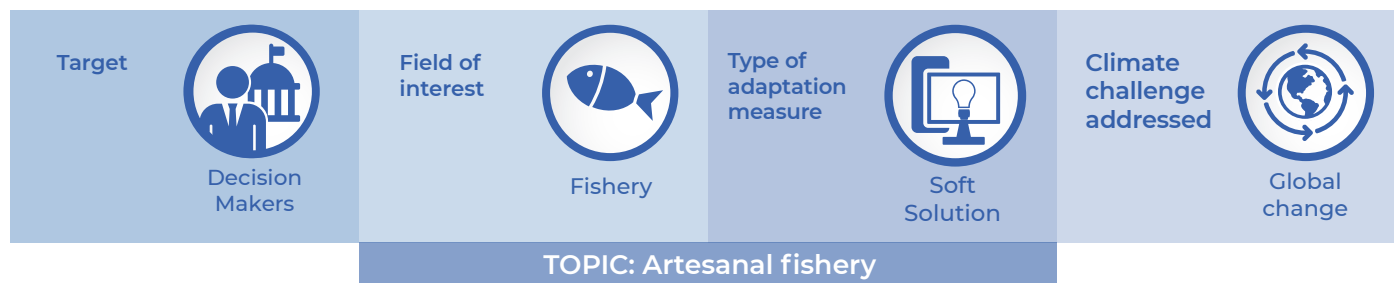 Target
Decision
Makers
Field of
interest
Fishery
Type of
adaptation
measure
Soft
Solution
Climate
challenge
addressed
Global
change
TOPIC: Artesanal fishery